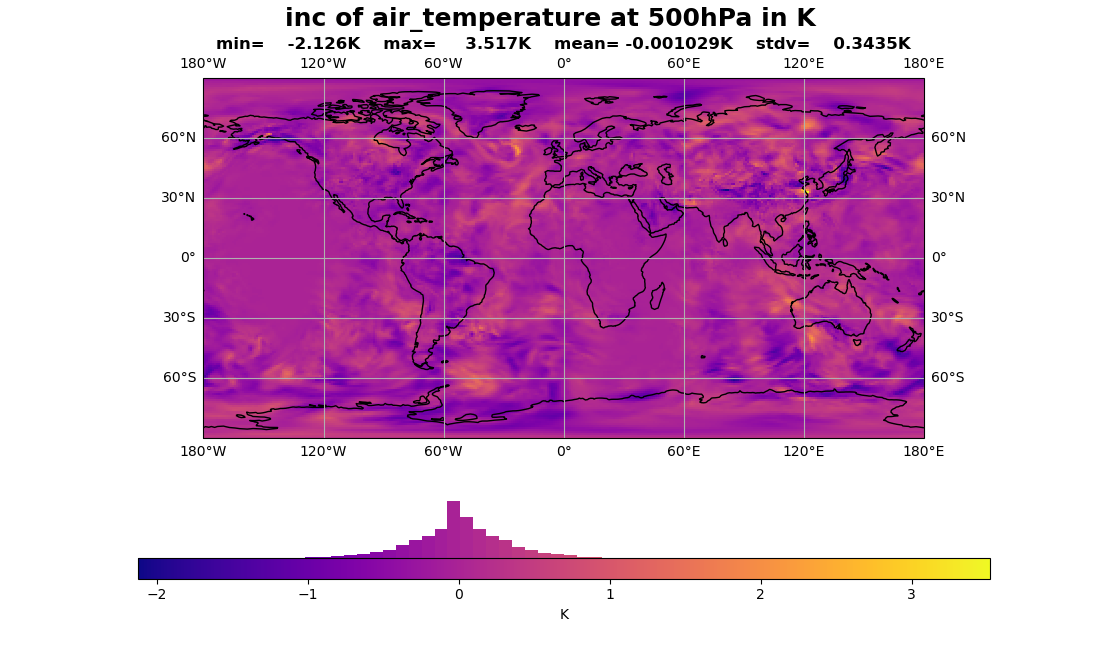 inc of air_temperature at 500hPa in K
min= -2.126K max= 3.517K mean= -0.001029K stdv= 0.3435K
180°W 120°W 60°W 0° 60°E 120°E 180°E
60°N 60°N
30°N 30°N
0° 0°
30°S 30°S
60°S 60°S
180°W 120°W 60°W 0° 60°E 120°E 180°E
−2 −1 0 1 2 3
K